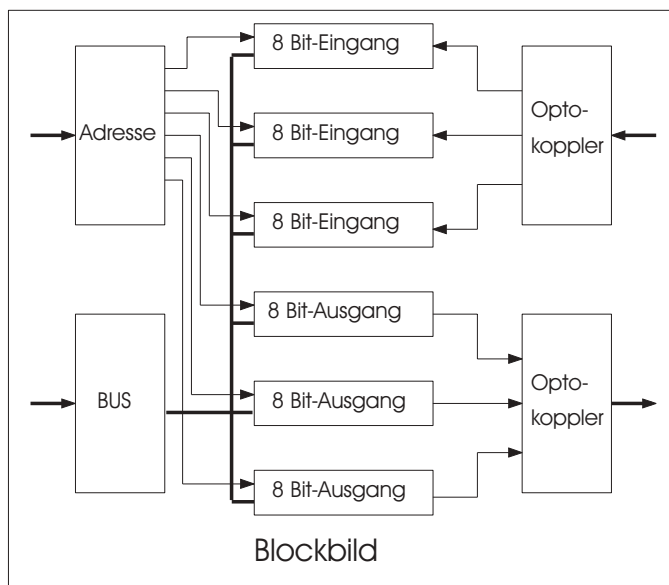 8 Bit-Eingang
Adresse
8 Bit-Eingang
Opto-
koppler
8 Bit-Eingang
8 Bit-Ausgang
BUS
8 Bit-Ausgang
Opto-
koppler
8 Bit-Ausgang
Blockbild